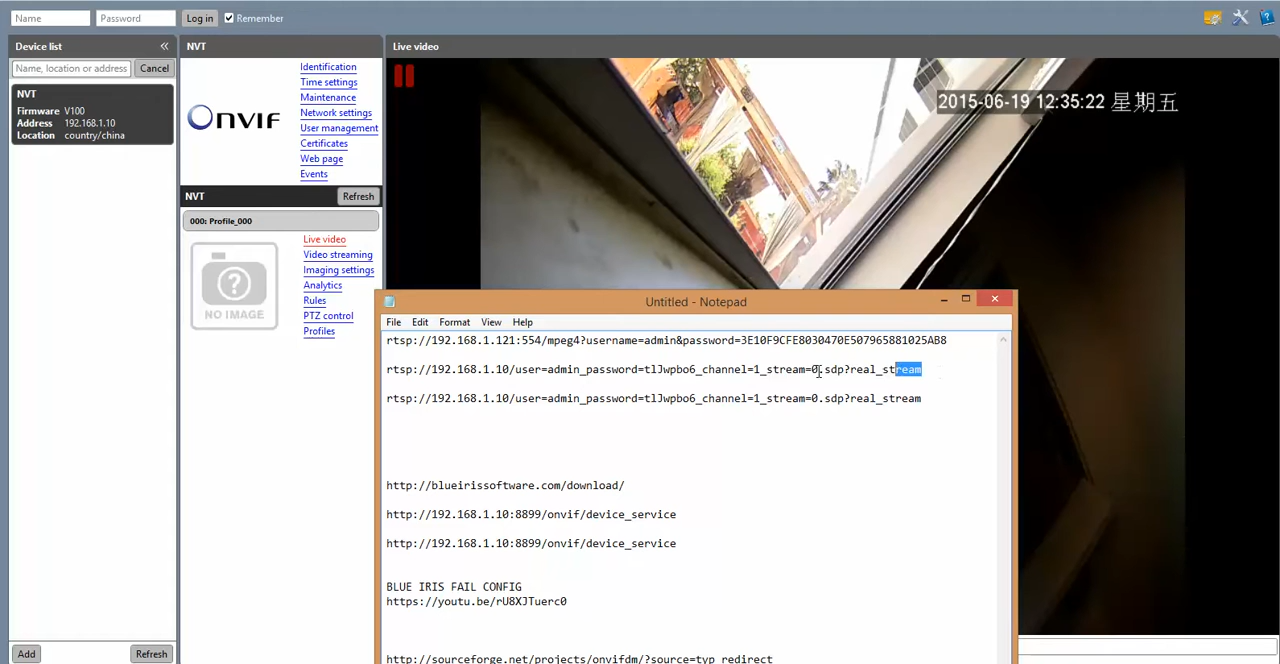 Name Password Log in Remember
Device list « NVT Live video
Name, location or address Cancel
NVT
Firmware V100
Address 192.168.1.10
Location country/china
ONVIF
Identification
Time settings
Maintenance
Network settings
User management
Certificates
Web page
Events
NVT Refresh
000: Profile_000
NO IMAGE
Live video
Video streaming
Imaging settings
Analytics
Rules
PTZ control
Profiles
2015-06-19 12:35:22 星期五
Untitled - Notepad
File Edit Format View Help
rtsp://192.168.1.121:554/mpeg4?username=admin&password=3E10F9CFE8030470E507965881025AB8
rtsp://192.168.1.10/user=admin_password=tlJwpbo6_channel=1_stream=0.sdp?real_stream
rtsp://192.168.1.10/user=admin_password=tlJwpbo6_channel=1_stream=0.sdp?real_stream
http://blueirissoftware.com/download/
http://192.168.1.10:8899/onvif/device_service
http://192.168.1.10:8899/onvif/device_service
BLUE IRIS FAIL CONFIG
https://youtu.be/rU8XJTuerc0
http://sourceforge.net/projects/onvifdm/?source=typ_redirect
Add Refresh